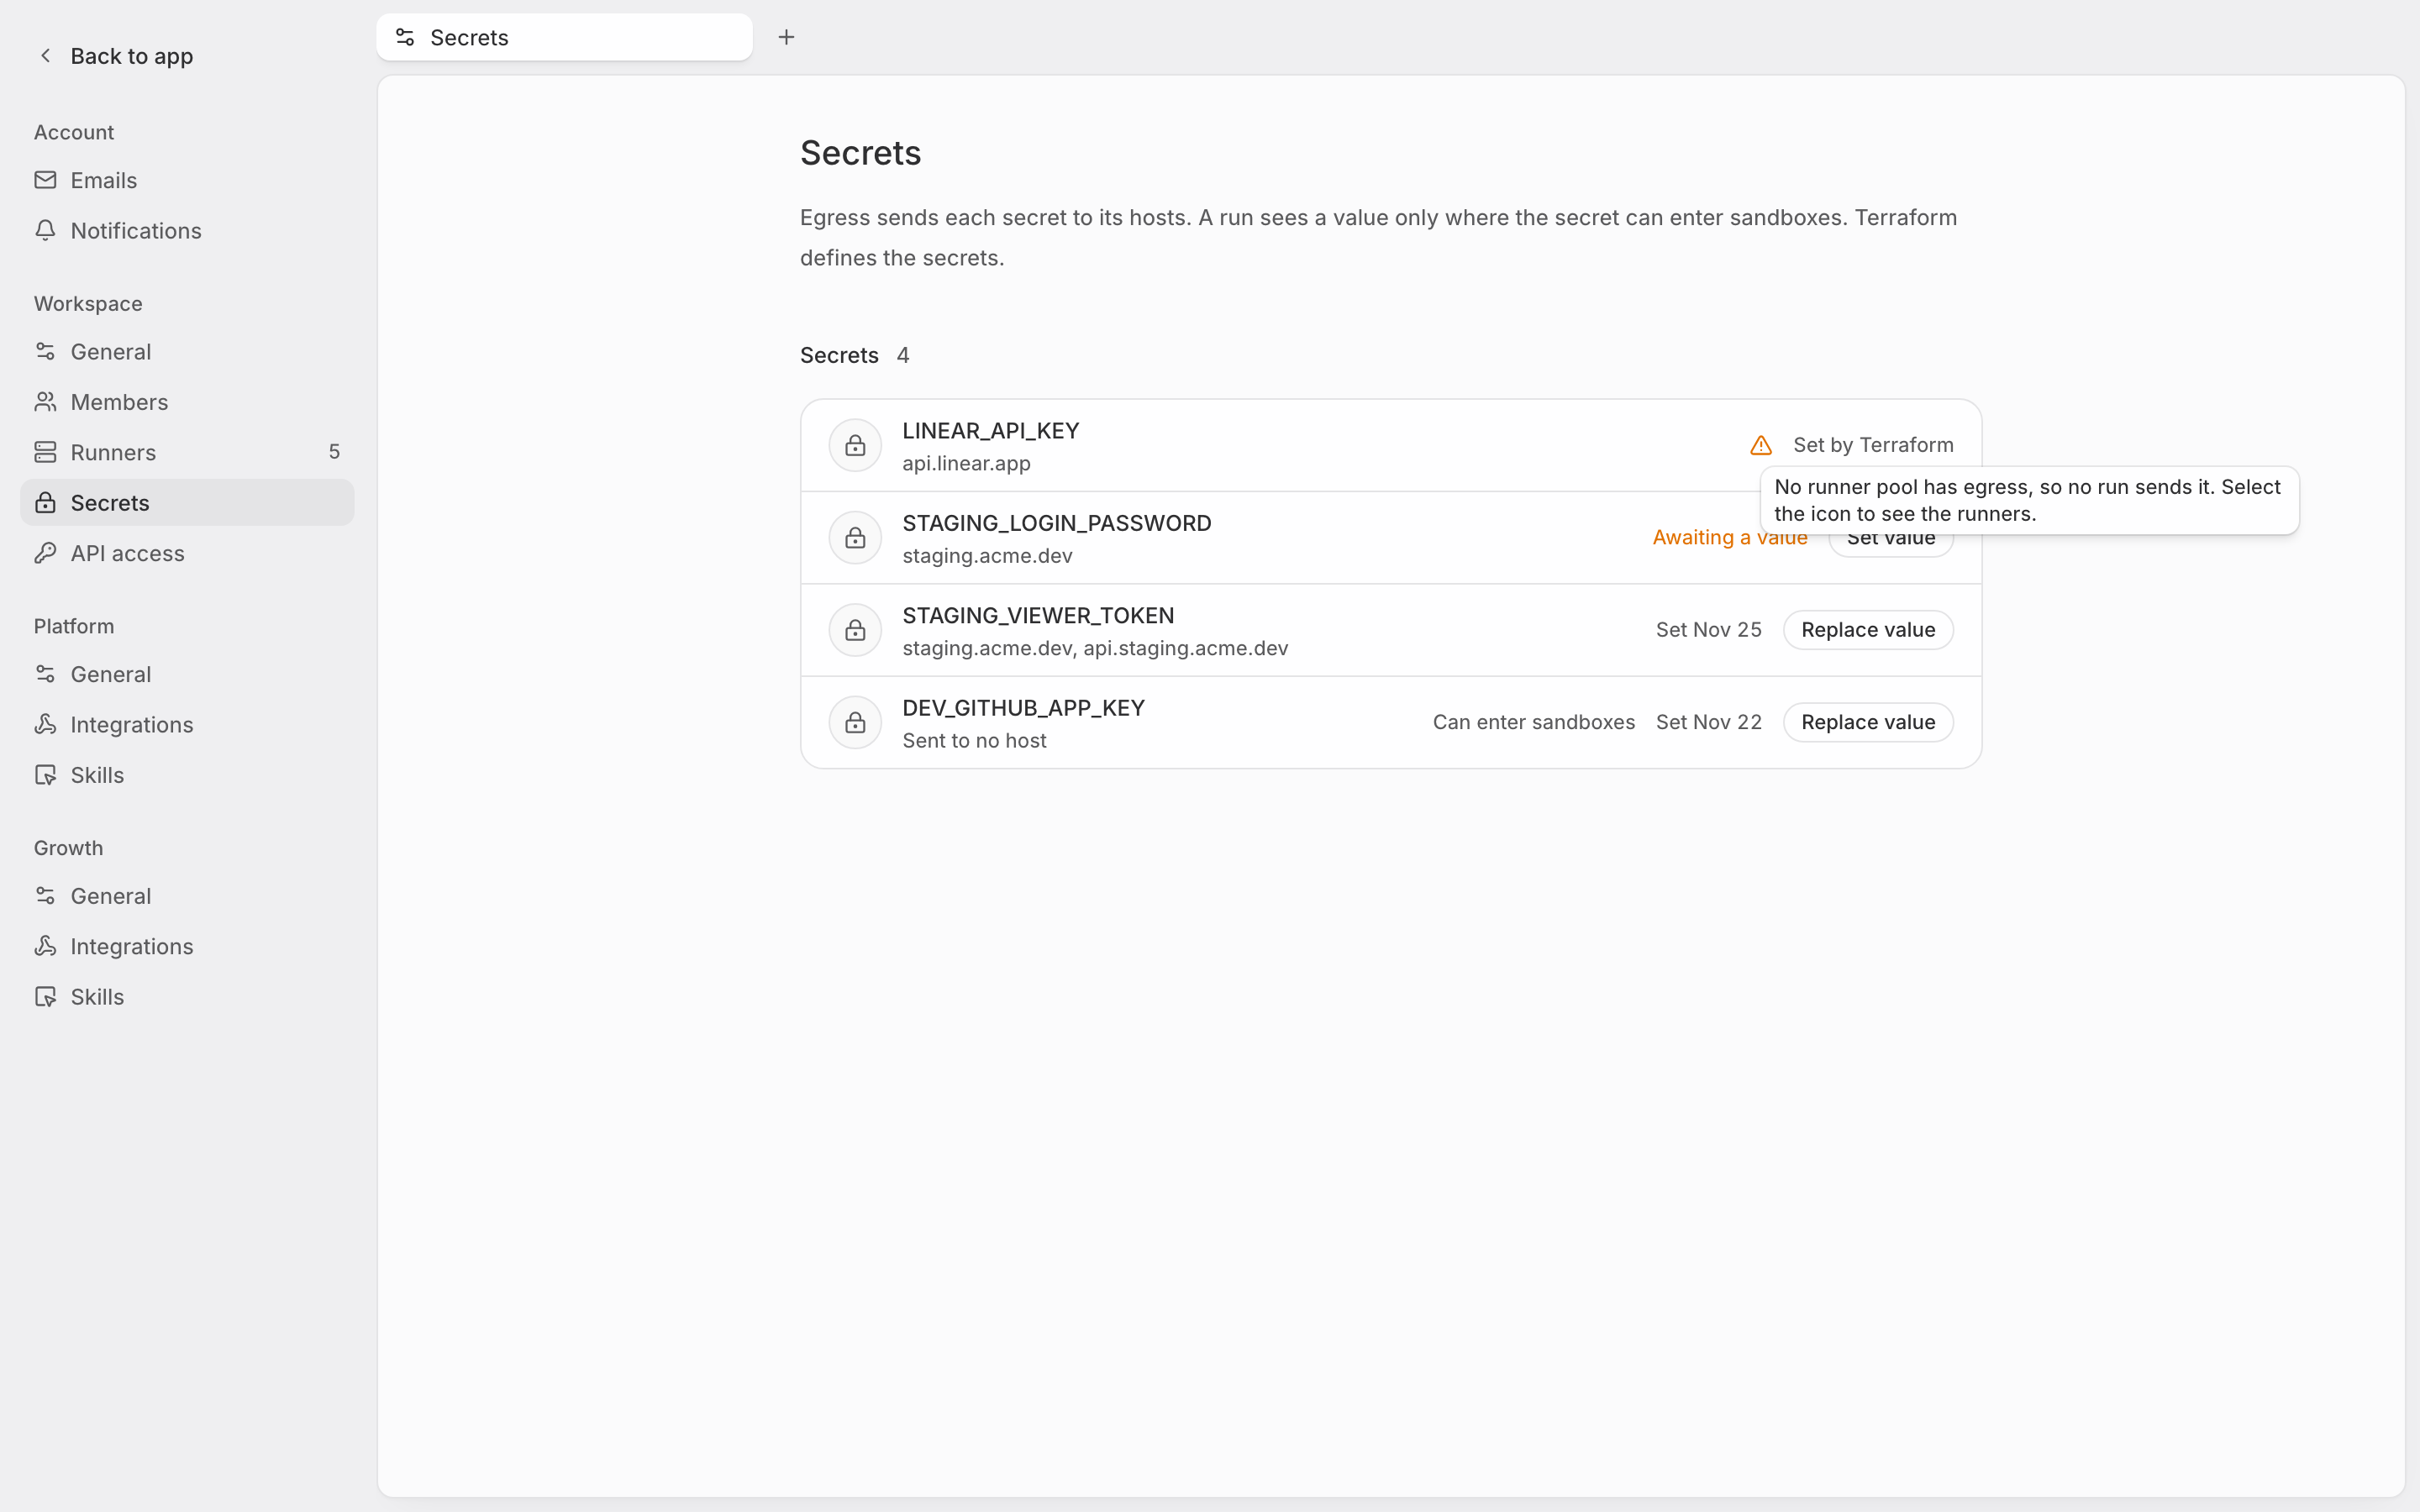 Back to app
Account
Emails
Notifications
Workspace
General
Members
Runners 5
Secrets
API access
Platform
General
Integrations
Skills
Growth
General
Integrations
Skills
Secrets
Secrets
Egress sends each secret to its hosts. A run sees a value only where the secret can enter sandboxes. Terraform
defines the secrets.
Secrets 4
LINEAR_API_KEY
api.linear.app
Set by Terraform
No runner pool has egress, so no run sends it. Select
the icon to see the runners.
STAGING_LOGIN_PASSWORD
staging.acme.dev
Awaiting a value Set value
STAGING_VIEWER_TOKEN
staging.acme.dev, api.staging.acme.dev
Set Nov 25 Replace value
DEV_GITHUB_APP_KEY
Sent to no host
Can enter sandboxes Set Nov 22 Replace value